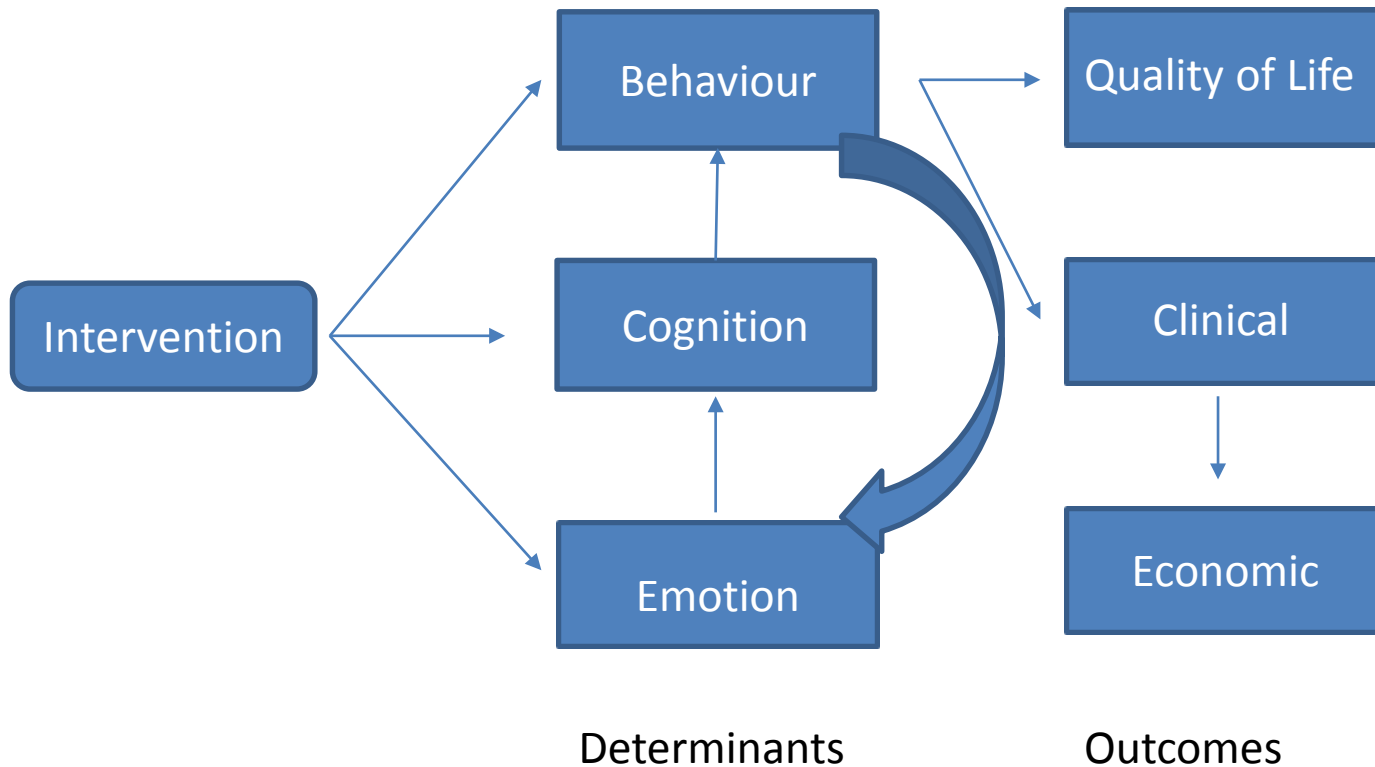 Behaviour
Quality of Life
Intervention
Cognition
Clinical
Emotion
Economic
Determinants
Outcomes